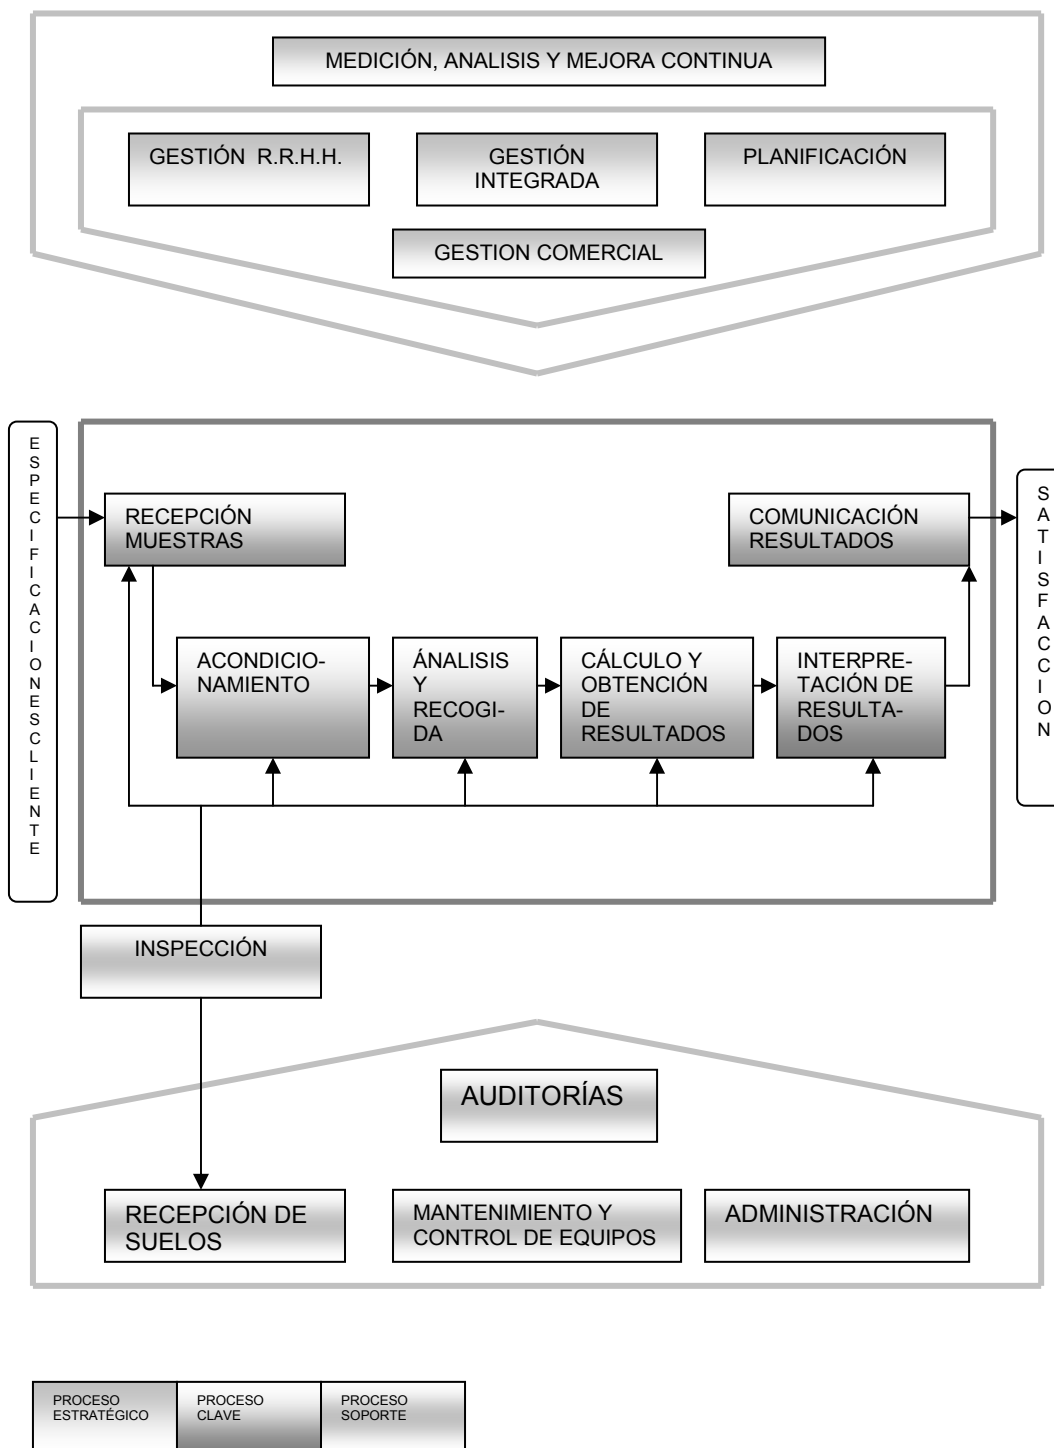 MEDICIÓN, ANALISIS Y MEJORA CONTINUA
GESTIÓN R.R.H.H.
GESTIÓN
INTEGRADA
PLANIFICACIÓN
GESTION COMERCIAL
ESPECIFICACIONESCLIENTE
RECEPCIÓN
MUESTRAS
COMUNICACIÓN
RESULTADOS
SATISFACCION
ACONDICIO-
NAMIENTO
ÁNALISIS
Y
RECOGI-
DA
CÁLCULO Y
OBTENCIÓN
DE
RESULTADOS
INTERPRE-
TACIÓN DE
RESULTA-
DOS
INSPECCIÓN
AUDITORÍAS
RECEPCIÓN DE
SUELOS
MANTENIMIENTO Y
CONTROL DE EQUIPOS
ADMINISTRACIÓN
PROCESO
ESTRATÉGICO
PROCESO
CLAVE
PROCESO
SOPORTE